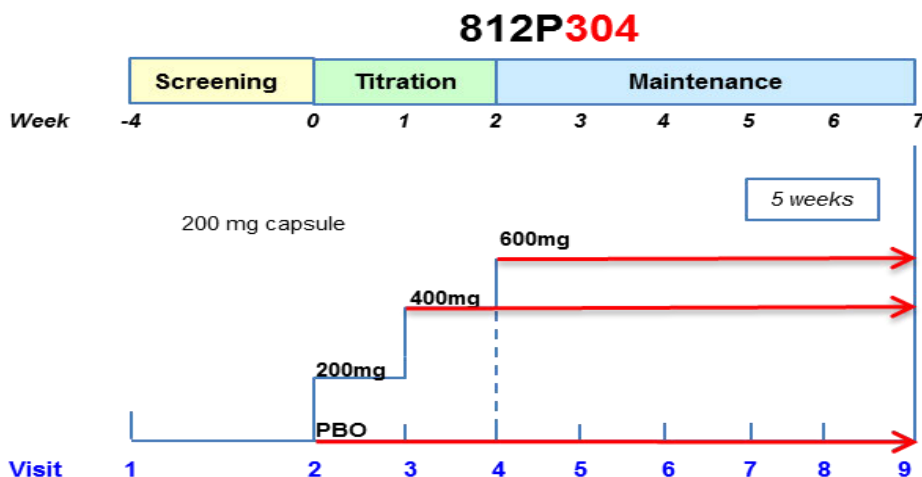 812P304
Screening Titration Maintenance
Week -4 0 1 2 3 4 5 6 7
5 weeks
200 mg capsule
600mg
400mg
200mg
PBO
Visit 1 2 3 4 5 6 7 8 9